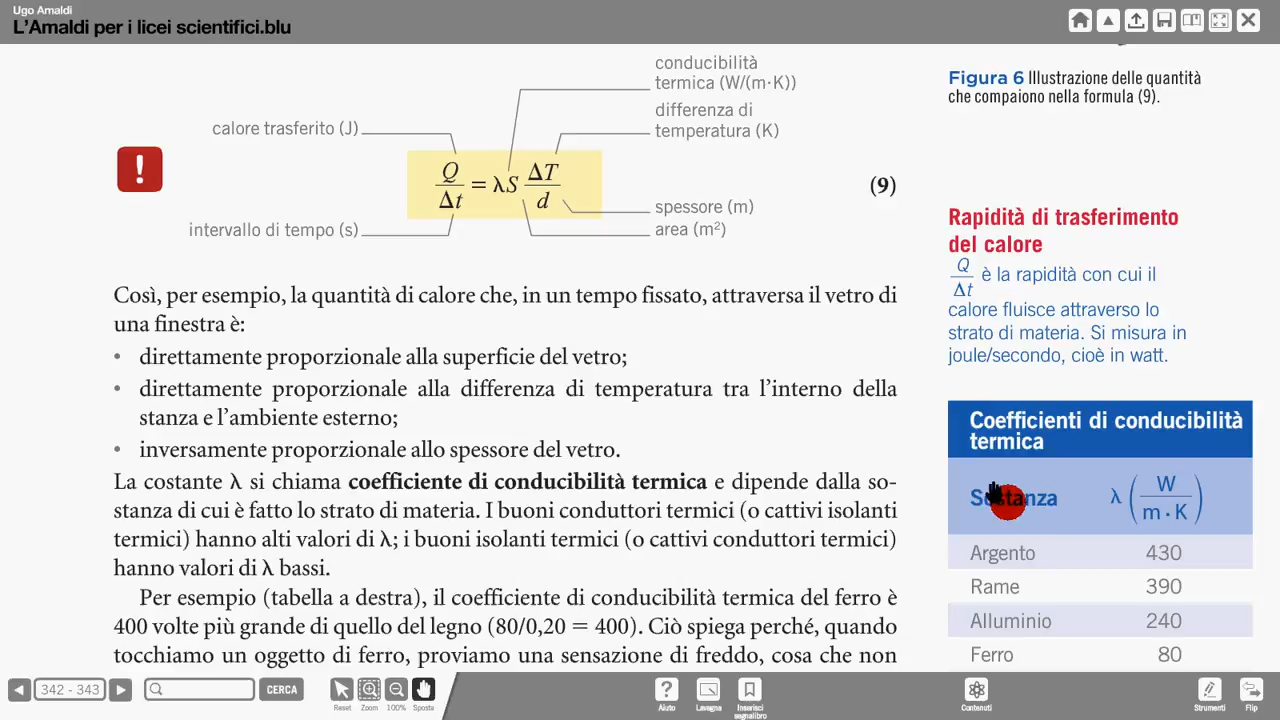 Ugo Amaldi
L'Amaldi per i licei scientifici.blu
conducibilità
termica (W/(m·K))
differenza di
temperatura (K)
calore trasferito (J)
Q/Δt = λS ΔT/d
(9)
intervallo di tempo (s)
spessore (m)
area (m²)
Così, per esempio, la quantità di calore che, in un tempo fissato, attraversa il vetro di
una finestra è:
• direttamente proporzionale alla superficie del vetro;
• direttamente proporzionale alla differenza di temperatura tra l'interno della
stanza e l'ambiente esterno;
• inversamente proporzionale allo spessore del vetro.
La costante λ si chiama coefficiente di conducibilità termica e dipende dalla so-
stanza di cui è fatto lo strato di materia. I buoni conduttori termici (o cattivi isolanti
termici) hanno alti valori di λ; i buoni isolanti termici (o cattivi conduttori termici)
hanno valori di λ bassi.
Per esempio (tabella a destra), il coefficiente di conducibilità termica del ferro è
400 volte più grande di quello del legno (80/0,20 = 400). Ciò spiega perché, quando
tocchiamo un oggetto di ferro, proviamo una sensazione di freddo, cosa che non
Figura 6 Illustrazione delle quantità
che compaiono nella formula (9).
Rapidità di trasferimento
del calore
Q/Δt è la rapidità con cui il
calore fluisce attraverso lo
strato di materia. Si misura in
joule/secondo, cioè in watt.
Coefficienti di conducibilità
termica
Sostanza λ (W/m·K)
Argento 430
Rame 390
Alluminio 240
Ferro 80
342 - 343
CERCA
Reset
Zoom
100%
Sposta
Aiuto
Lavagna
Inserisci
segnalibro
Contenuti
Strumenti
Flip